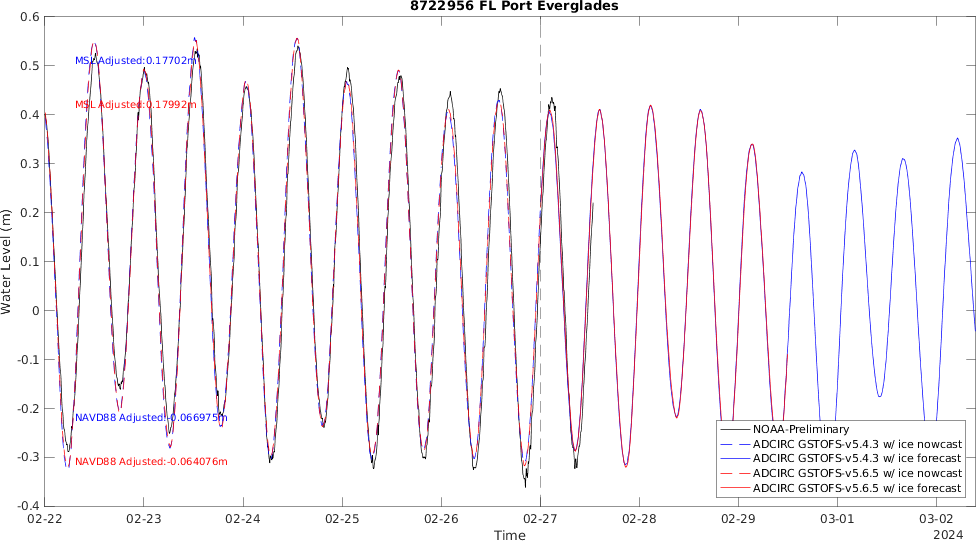 8722956 FL Port Everglades
0.6
0.5
0.4
0.3
0.2
0.1
0
-0.1
-0.2
-0.3
-0.4
Water Level (m)
MSL Adjusted:0.17702m
MSL Adjusted:0.17992m
NAVD88 Adjusted:-0.066975m
NAVD88 Adjusted:-0.064076m
NOAA-Preliminary
ADCIRC GSTOFS-v5.4.3 w/ ice nowcast
ADCIRC GSTOFS-v5.4.3 w/ ice forecast
ADCIRC GSTOFS-v5.6.5 w/ ice nowcast
ADCIRC GSTOFS-v5.6.5 w/ ice forecast
02-22 02-23 02-24 02-25 02-26 02-27 02-28 02-29 03-01 03-02
Time
2024